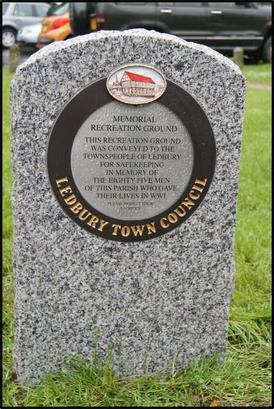 MEMORIAL
RECREATION GROUND
THIS RECREATION GROUND
WAS CONVEYED TO THE
TOWNSPEOPLE OF LEDBURY
FOR SAFEKEEPING
IN MEMORY OF
THE EIGHTY FIVE MEN
OF THIS PARISH WHO GAVE
THEIR LIVES IN WWI
LEDBURY TOWN COUNCIL